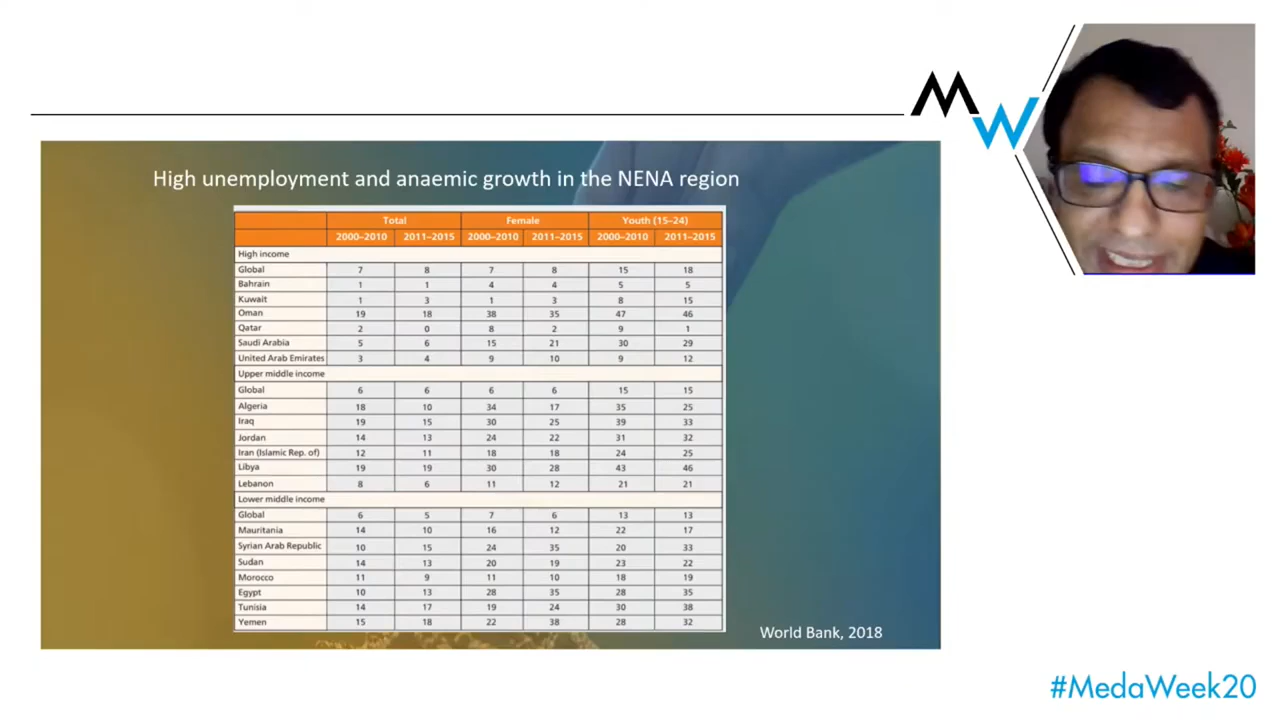 MW
High unemployment and anaemic growth in the NENA region
Total Female Youth (15–24)
2000–2010 2011–2015 2000–2010 2011–2015 2000–2010 2011–2015
High income
Global 7 8 7 8 15 18
Bahrain 1 1 4 4 5 5
Kuwait 1 3 1 3 8 15
Oman 19 18 38 35 47 46
Qatar 2 0 8 2 9 1
Saudi Arabia 5 6 15 21 30 29
United Arab Emirates 3 4 9 10 9 12
Upper middle income
Global 6 6 6 6 15 15
Algeria 18 10 34 17 35 25
Iraq 19 15 30 25 39 33
Jordan 14 13 24 22 31 32
Iran (Islamic Rep. of) 12 11 18 18 24 25
Libya 19 19 30 28 43 46
Lebanon 8 6 11 12 21 21
Lower middle income
Global 6 5 7 6 13 13
Mauritania 14 10 16 12 22 17
Syrian Arab Republic 10 15 24 35 20 33
Sudan 14 13 20 19 23 22
Morocco 11 9 11 10 18 19
Egypt 10 13 28 35 28 35
Tunisia 14 17 19 24 30 38
Yemen 15 18 22 38 28 32
World Bank, 2018
#MedaWeek20